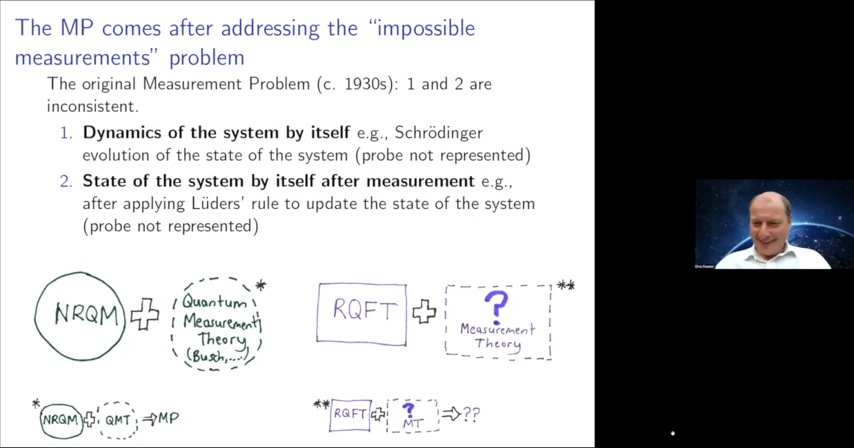 The MP comes after addressing the “impossible
measurements” problem
The original Measurement Problem (c. 1930s): 1 and 2 are
inconsistent.
1. Dynamics of the system by itself e.g., Schrödinger
evolution of the state of the system (probe not represented)
2. State of the system by itself after measurement e.g.,
after applying Lüders’ rule to update the state of the system
(probe not represented)
NRQM + Quantum Measurement Theory (Busch,...) *
RQFT + ? Measurement Theory **
* NRQM + QMT ⇒ MP
** RQFT + ? MT ⇒ ??